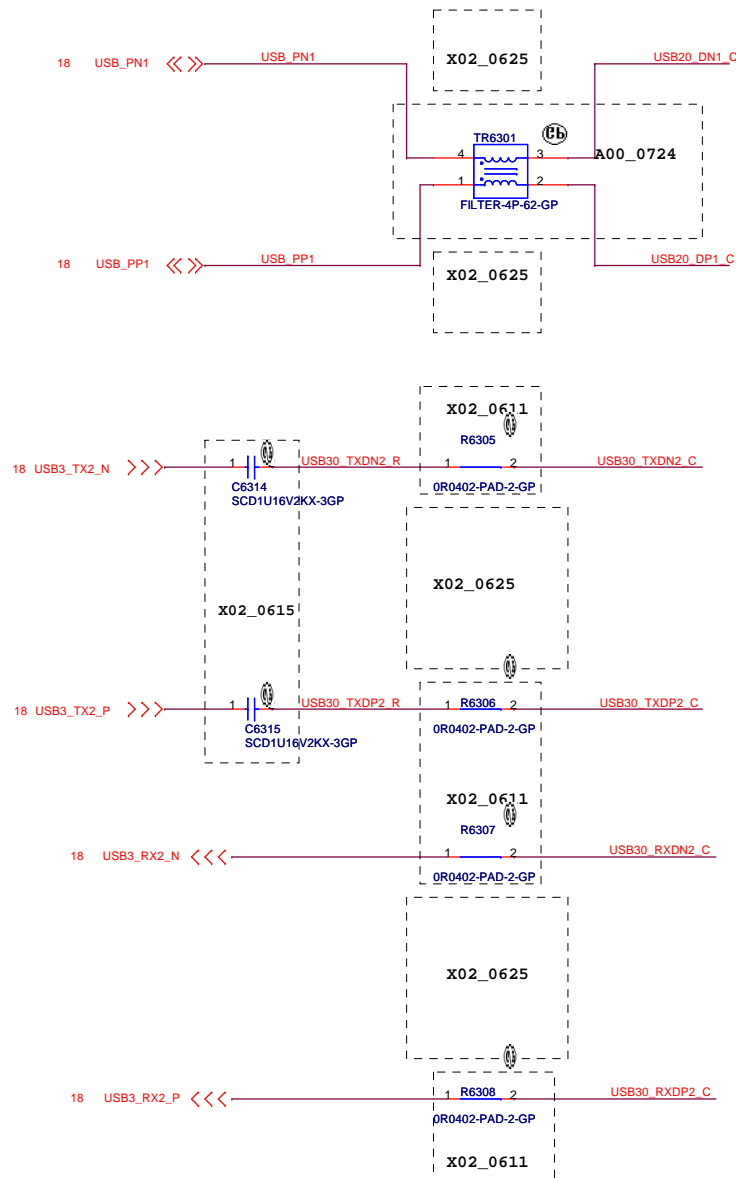 X02_0625
18 USB_PN1 USB_PN1 USB20_DN1_C
TR6301
4 3 A00_0724
1 2
FILTER-4P-62-GP
18 USB_PP1 USB_PP1 USB20_DP1_C
X02_0625
X02_0611
R6305
18 USB3_TX2_N 1 USB30_TXDN2_R 1 2 USB30_TXDN2_C
C6314 0R0402-PAD-2-GP
SCD1U16V2KX-3GP
X02_0625
X02_0615
18 USB3_TX2_P 1 USB30_TXDP2_R 1 R6306 2 USB30_TXDP2_C
C6315 0R0402-PAD-2-GP
SCD1U16V2KX-3GP
X02_0611
R6307
18 USB3_RX2_N 1 2 USB30_RXDN2_C
0R0402-PAD-2-GP
X02_0625
18 USB3_RX2_P 1 R6308 2 USB30_RXDP2_C
0R0402-PAD-2-GP
X02_0611